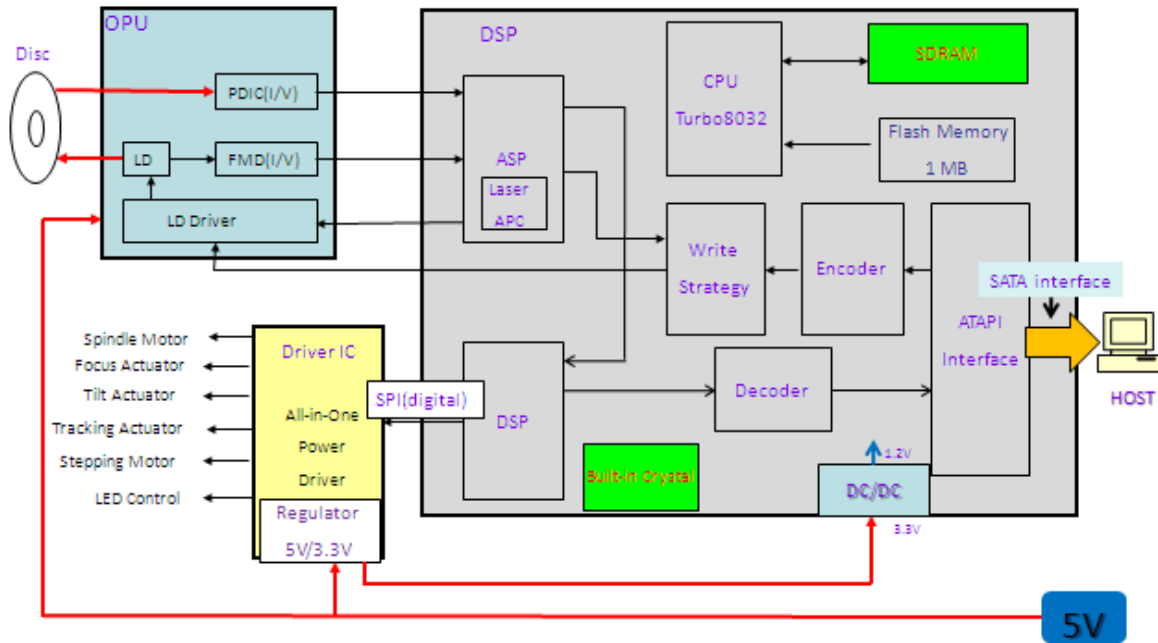 OPU
DSP
Disc
PDIC(I/V)
LD
FMD(I/V)
LD Driver
ASP
Laser
APC
CPU
Turbo8032
SDRAM
Flash Memory
1 MB
Write
Strategy
Encoder
ATAPI
Interface
SATA interface
HOST
Spindle Motor
Focus Actuator
Tilt Actuator
Tracking Actuator
Stepping Motor
LED Control
Driver IC
All-in-One
Power
Driver
Regulator
5V/3.3V
SPI(digital)
DSP
Decoder
Built-in Crystal
1.2V
DC/DC
3.3V
5V